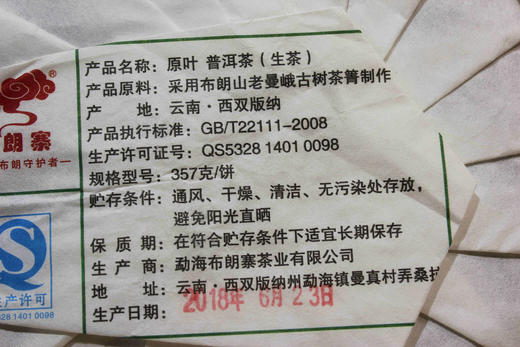 ®
朗寨
布朗守护者—
产品名称：原叶 普洱茶（生茶）
产品原料：采用布朗山老曼峨古树茶箐制作
产 地：云南·西双版纳
产品执行标准：GB/T22111-2008
生产许可证号：QS5328 1401 0098
规格型号：357克/饼
贮存条件：通风、干燥、清洁、无污染处存放，
避免阳光直晒
保 质 期：在符合贮存条件下适宜长期保存
生 产 商：勐海布朗寨茶业有限公司
地 址：云南·西双版纳州勐海镇曼真村弄桑
生产日期：2018年 6月23日
生产许可
5328 1401 0098